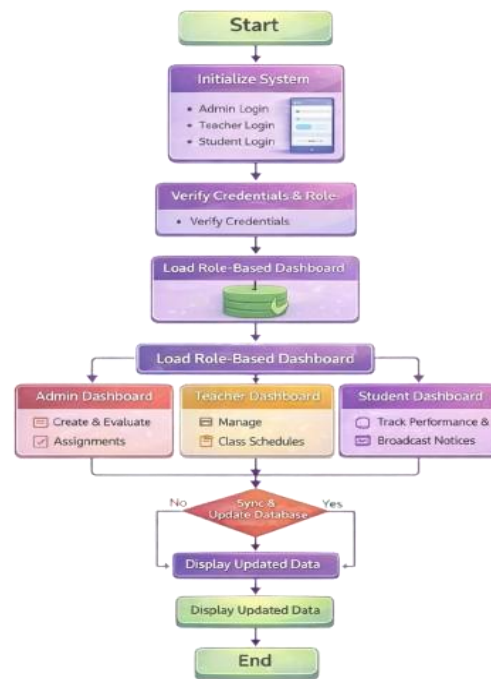 Start
Initialize System
• Admin Login
• Teacher Login
• Student Login
Verify Credentials & Role-
• Verify Credentials
Load Role-Based Dashboard
Load Role-Based Dashboard
Admin Dashboard
Create & Evaluate
Assignments
Teacher Dashboard
Manage
Class Schedules
Student Dashboard
Track Performance &
Broadcast Notices
No
Sync &
Update Database
Yes
Display Updated Data
Display Updated Data
End